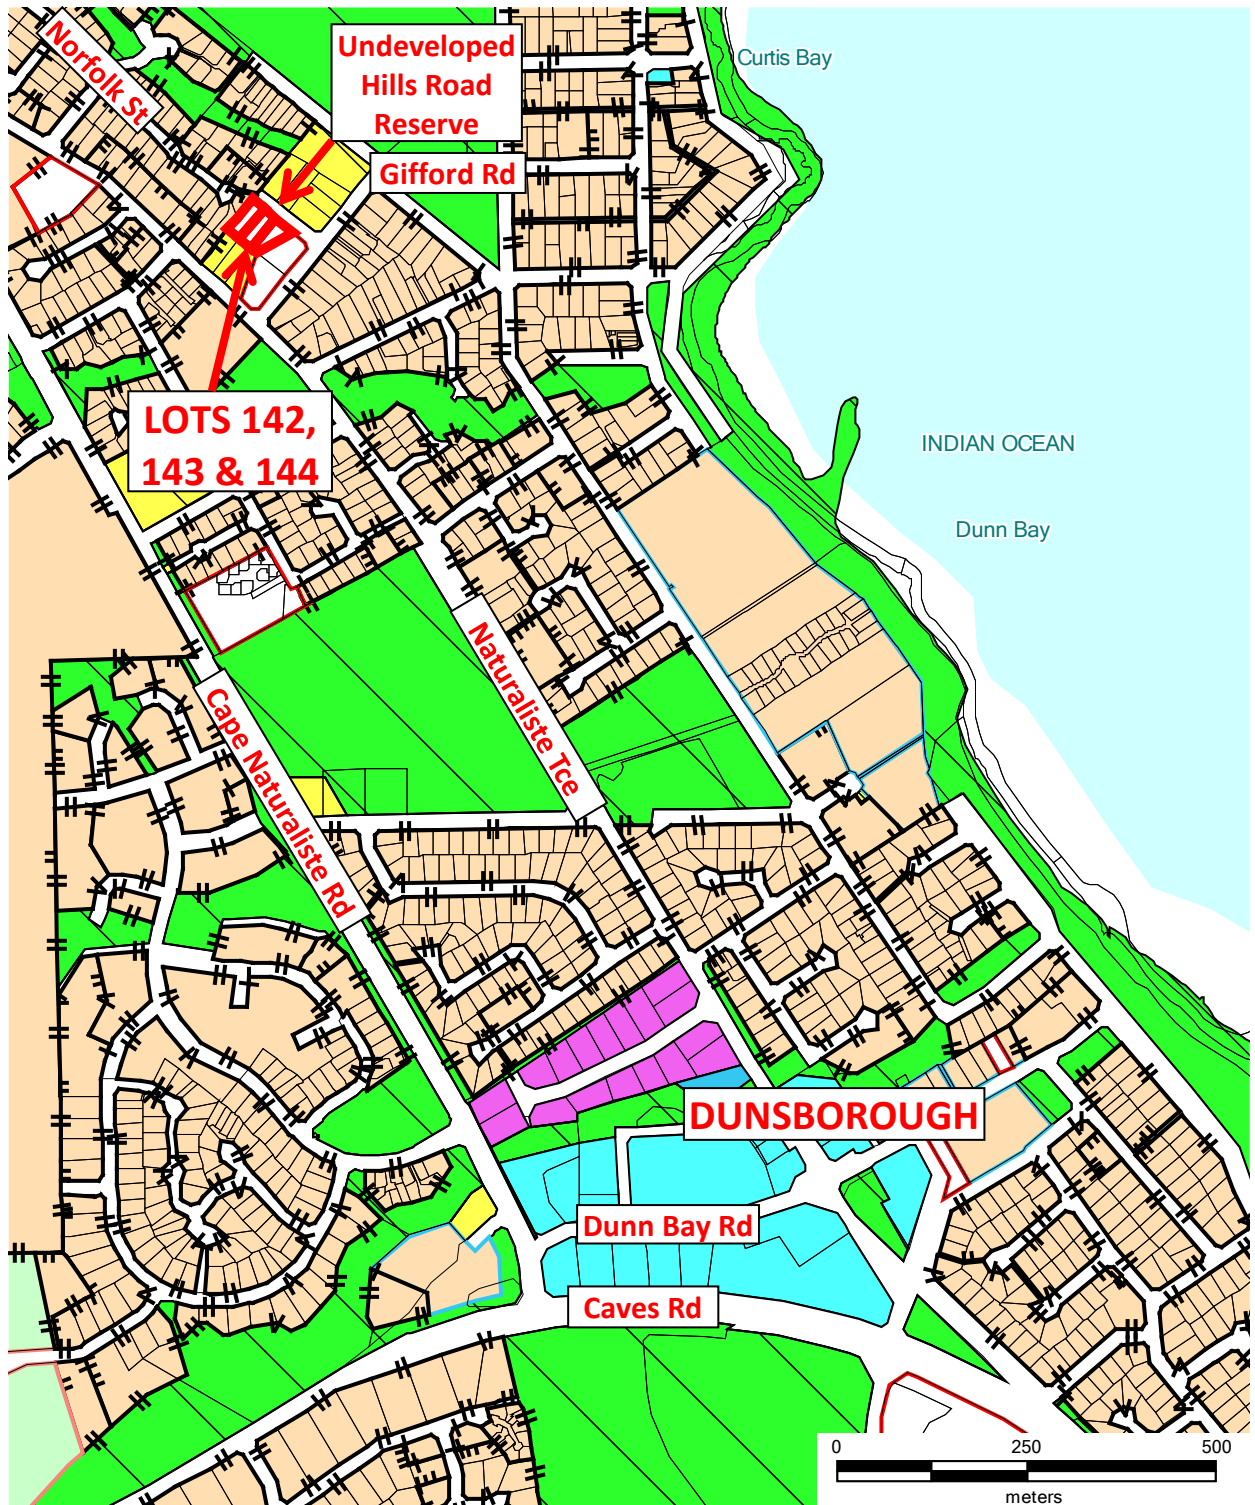 Norfolk St
Undeveloped
Hills Road
Reserve
Curtis Bay
Gifford Rd
LOTS 142,
143 & 144
INDIAN OCEAN
Dunn Bay
Naturaliste Tce
Cape Naturaliste Rd
DUNSBOROUGH
Dunn Bay Rd
Caves Rd
0 250 500
meters